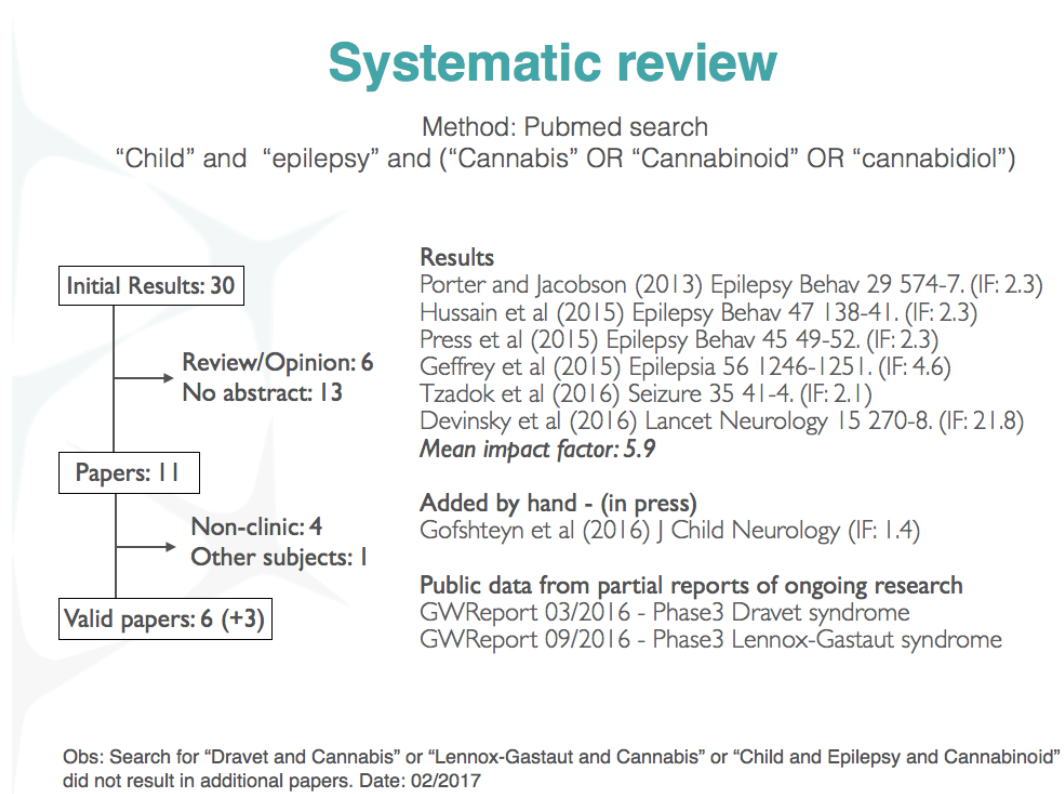 Systematic review
Method: Pubmed search
“Child” and “epilepsy” and (“Cannabis” OR “Cannabinoid” OR “cannabidiol”)
Initial Results: 30
Review/Opinion: 6
No abstract: 13
Papers: 11
Non-clinic: 4
Other subjects: 1
Valid papers: 6 (+3)
Results
Porter and Jacobson (2013) Epilepsy Behav 29 574-7. (IF: 2.3)
Hussain et al (2015) Epilepsy Behav 47 138-41. (IF: 2.3)
Press et al (2015) Epilepsy Behav 45 49-52. (IF: 2.3)
Geffrey et al (2015) Epilepsia 56 1246-1251. (IF: 4.6)
Tzadok et al (2016) Seizure 35 41-4. (IF: 2.1)
Devinsky et al (2016) Lancet Neurology 15 270-8. (IF: 21.8)
Mean impact factor: 5.9
Added by hand - (in press)
Gofshteyn et al (2016) J Child Neurology (IF: 1.4)
Public data from partial reports of ongoing research
GWReport 03/2016 - Phase3 Dravet syndrome
GWReport 09/2016 - Phase3 Lennox-Gastaut syndrome
Obs: Search for “Dravet and Cannabis” or “Lennox-Gastaut and Cannabis” or “Child and Epilepsy and Cannabinoid”
did not result in additional papers. Date: 02/2017